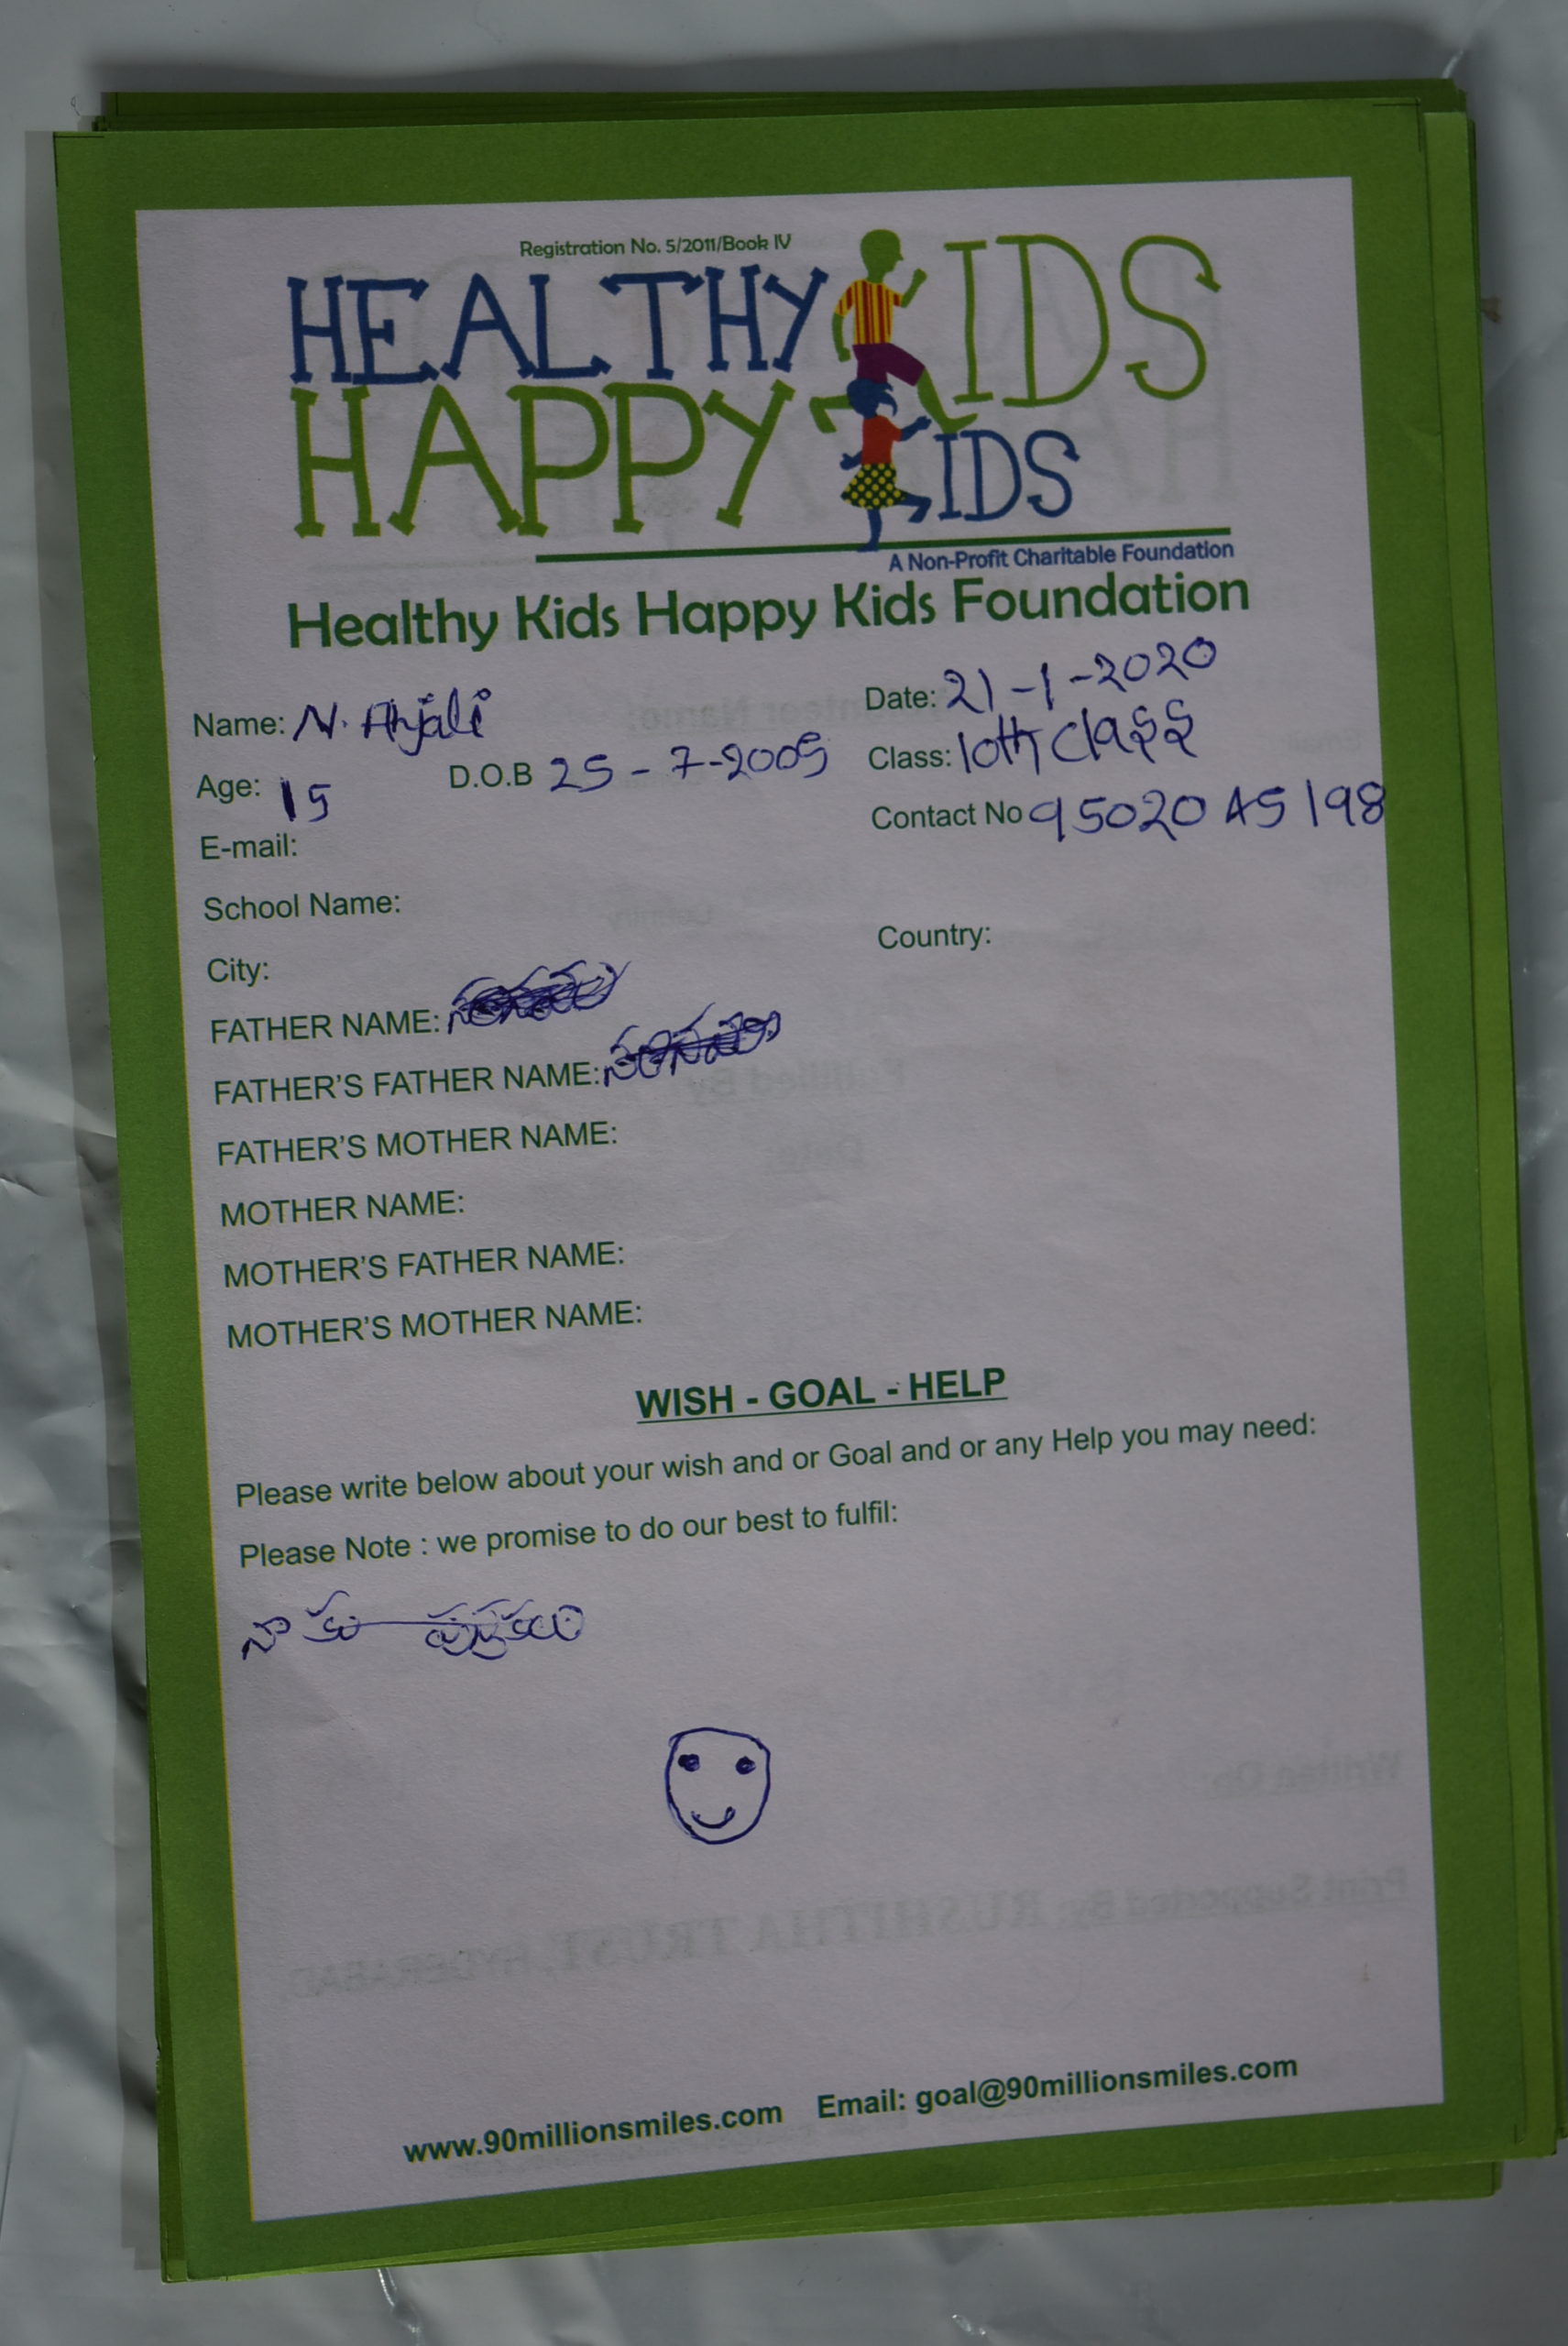 Registration No. 5/2011/Book IV
HEALTHY KIDS
HAPPY KIDS
A Non-Profit Charitable Foundation
Healthy Kids Happy Kids Foundation
Name: N. Anjali Date: 21-1-2020
Age: 15 D.O.B 25-7-2005 Class: 10th class
E-mail: Contact No 95020 45198
School Name:
City: Country:
FATHER NAME:
FATHER'S FATHER NAME:
FATHER'S MOTHER NAME:
MOTHER NAME:
MOTHER'S FATHER NAME:
MOTHER'S MOTHER NAME:
WISH - GOAL - HELP
Please write below about your wish and or Goal and or any Help you may need:
Please Note : we promise to do our best to fulfil:
నాకు
www.90millionsmiles.com Email: goal@90millionsmiles.com